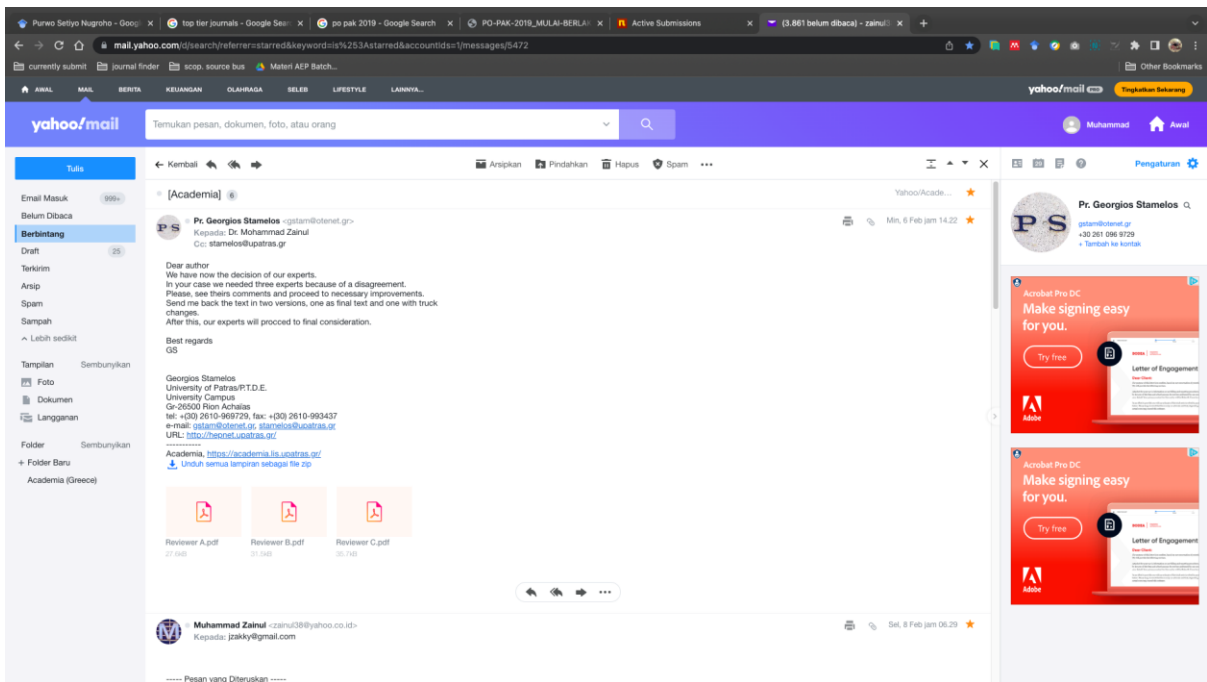 Purwo Setiyo Nugroho - Googl
top tier journals - Google Sear
po pak 2019 - Google Search
PO-PAK-2019_MULAI-BERLAK
Active Submissions
(3.861 belum dibaca) - zainul3
mail.yahoo.com/d/search/referrer=starred&keyword=is%253Astarred&accountIds=1/messages/5472
currently submit
journal finder
scop. source bus
Materi AEP Batch...
Other Bookmarks
AWAL MAIL BERITA KEUANGAN OLAHRAGA SELEB LIFESTYLE LAINNYA...
yahoo!mail
Tingkatkan Sekarang
yahoo!mail
Temukan pesan, dokumen, foto, atau orang
Muhammad
Awal
Tulis
Email Masuk 999+
Belum Dibaca
Berbintang
Draft 25
Terkirim
Arsip
Spam
Sampah
Lebih sedikit
Tampilan Sembunyikan
Foto
Dokumen
Langganan
Folder Sembunyikan
+ Folder Baru
Academia (Greece)
Kembali
Arsipkan Pindahkan Hapus Spam
[Academia] 6
Yahoo/Acade...
PS
Pr. Georgios Stamelos <gstam@otenet.gr>
Min, 6 Feb jam 14.22
Kepada: Dr. Mohammad Zainul
Cc: stamelos@upatras.gr
Dear author
We have now the decision of our experts.
In your case we needed three experts because of a disagreement.
Please, see theirs comments and proceed to necessary improvements.
Send me back the text in two versions, one as final text and one with truck
changes.
After this, our experts will procced to final consideration.
Best regards
GS
Georgios Stamelos
University of Patras/P.T.D.E.
University Campus
Gr-26500 Rion Achaias
tel: +(30) 2610-969729, fax: +(30) 2610-993437
e-mail: gstam@otenet.gr, stamelos@upatras.gr
URL: http://hepnet.upatras.gr/
-----------
Academia, https://academia.lis.upatras.gr/
Unduh semua lampiran sebagai file zip
Reviewer A.pdf
27.6kB
Reviewer B.pdf
31.5kB
Reviewer C.pdf
35.7kB
Muhammad Zainul <zainul38@yahoo.co.id>
Sel, 8 Feb jam 06.29
Kepada: jzakky@gmail.com
----- Pesan yang Diteruskan -----
Pengaturan
PS
Pr. Georgios Stamelos
gstam@otenet.gr
+30 261 096 9729
+ Tambah ke kontak
Acrobat Pro DC
Make signing easy
for you.
Try free
Letter of Engagement
Adobe
Acrobat Pro DC
Make signing easy
for you.
Try free
Letter of Engagement
Adobe